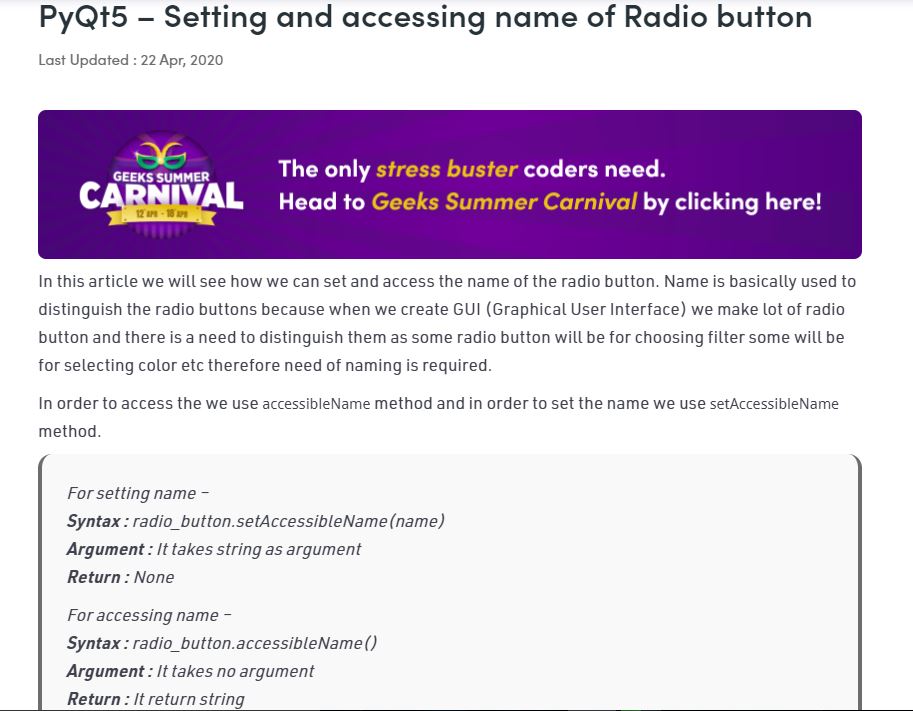 PyQt5 – Setting and accessing name of Radio button
Last Updated : 22 Apr, 2020
GEEKS SUMMER
CARNIVAL
12 APR - 18 APR
The only stress buster coders need.
Head to Geeks Summer Carnival by clicking here!
In this article we will see how we can set and access the name of the radio button. Name is basically used to
distinguish the radio buttons because when we create GUI (Graphical User Interface) we make lot of radio
button and there is a need to distinguish them as some radio button will be for choosing filter some will be
for selecting color etc therefore need of naming is required.
In order to access the we use accessibleName method and in order to set the name we use setAccessibleName
method.
For setting name –
Syntax : radio_button.setAccessibleName(name)
Argument : It takes string as argument
Return : None
For accessing name –
Syntax : radio_button.accessibleName()
Argument : It takes no argument
Return : It return string